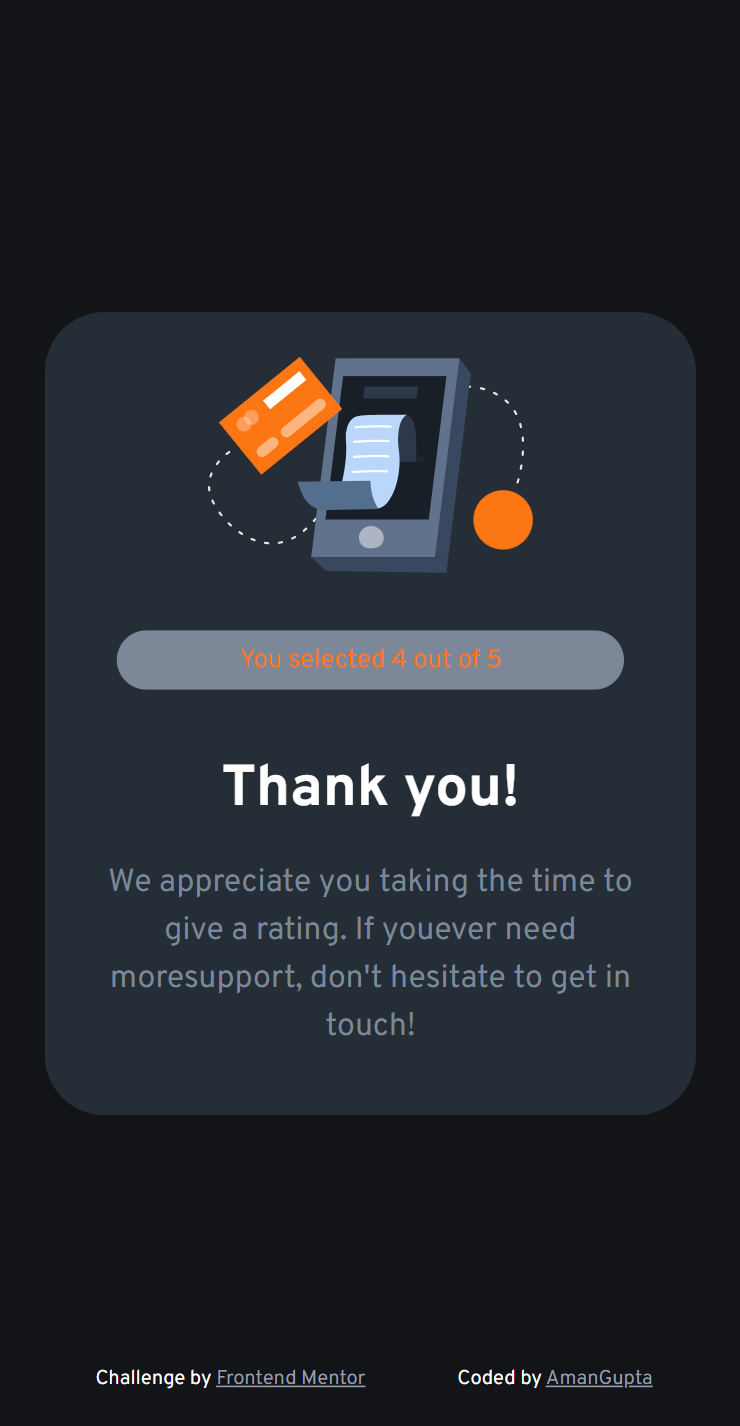 You selected 4 out of 5
Thank you!
We appreciate you taking the time to
give a rating. If youever need
moresupport, don't hesitate to get in
touch!
Challenge by Frontend Mentor Coded by AmanGupta